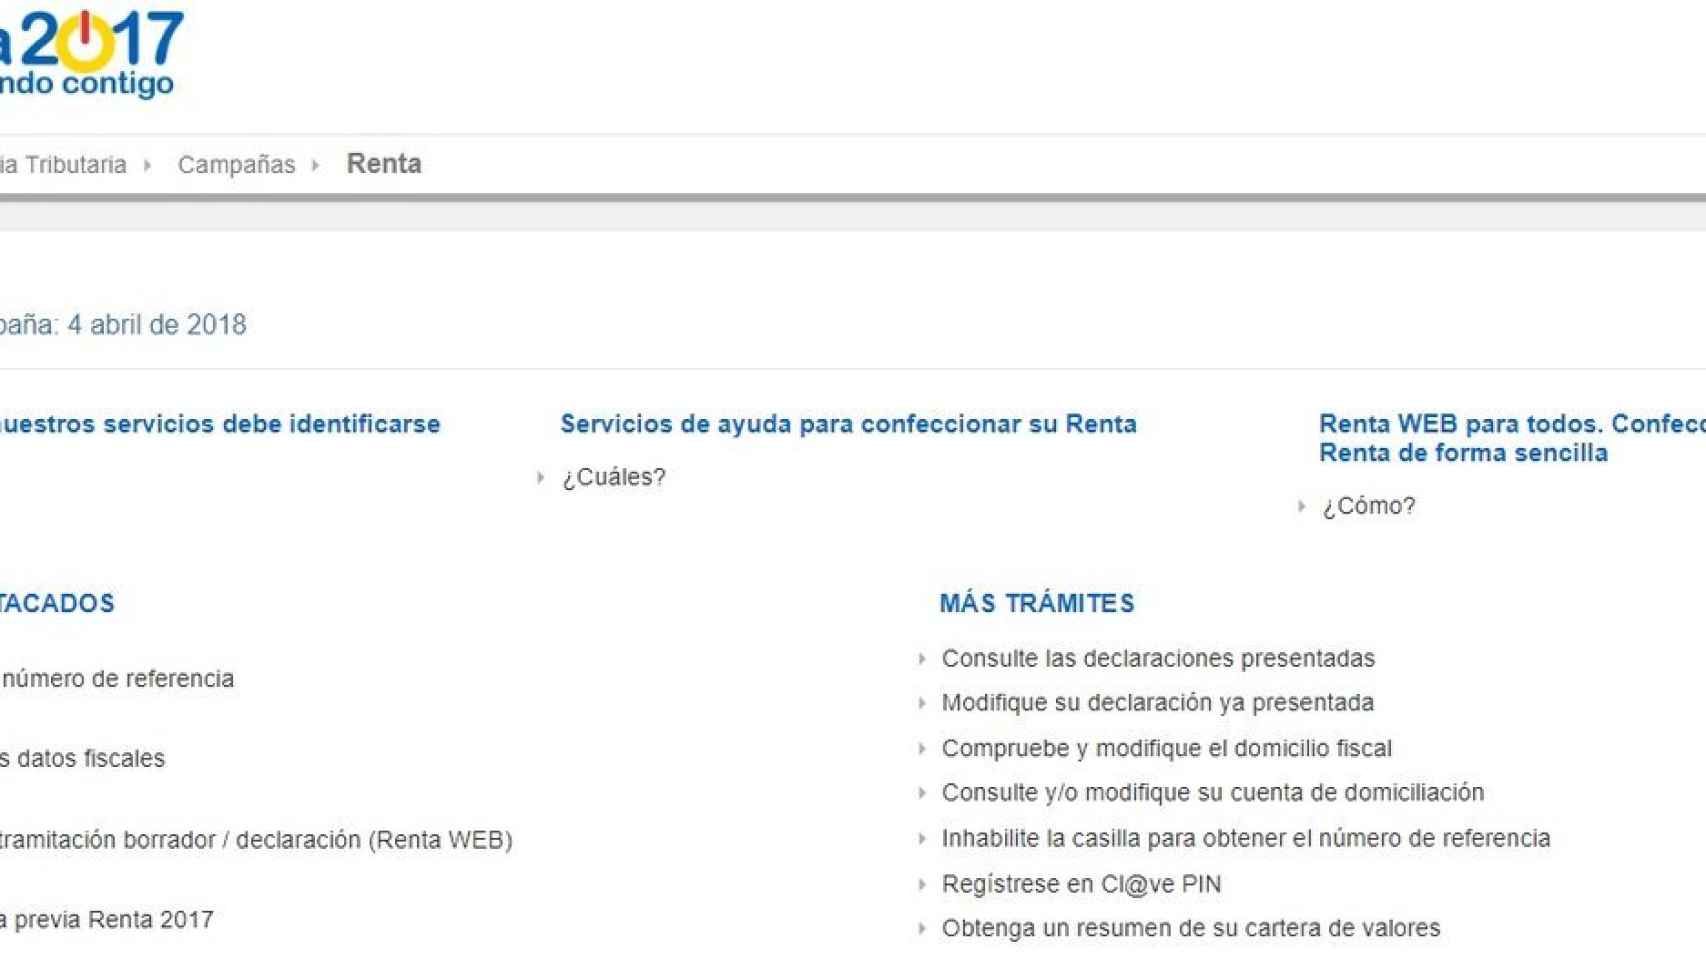 a 2017
ndo contigo
ia Tributaria Campañas Renta
paña: 4 abril de 2018
uestros servicios debe identificarse
Servicios de ayuda para confeccionar su Renta
¿Cuáles?
Renta WEB para todos. Confecc
Renta de forma sencilla
¿Cómo?
TACADOS
número de referencia
s datos fiscales
tramitación borrador / declaración (Renta WEB)
a previa Renta 2017
MÁS TRÁMITES
Consulte las declaraciones presentadas
Modifique su declaración ya presentada
Compruebe y modifique el domicilio fiscal
Consulte y/o modifique su cuenta de domiciliación
Inhabilite la casilla para obtener el número de referencia
Regístrese en Cl@ve PIN
Obtenga un resumen de su cartera de valores